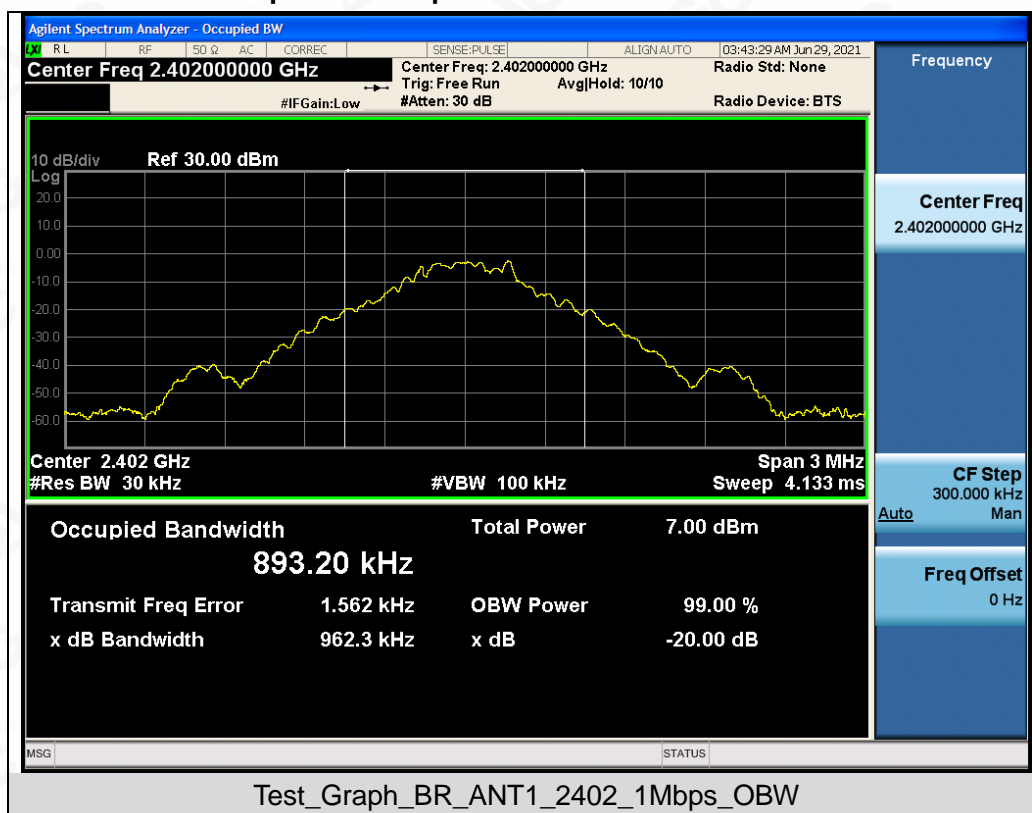 Agilent Spectrum Analyzer - Occupied BW
LXI RL RF 50 Ω AC CORREC SENSE:PULSE ALIGN AUTO 03:43:29 AM Jun 29, 2021
Center Freq 2.402000000 GHz
Center Freq: 2.402000000 GHz
Radio Std: None
Trig: Free Run Avg|Hold: 10/10
#IFGain:Low #Atten: 30 dB Radio Device: BTS
10 dB/div Ref 30.00 dBm
Log
20.0
10.0
0.00
-10.0
-20.0
-30.0
-40.0
-50.0
-60.0
Center 2.402 GHz Span 3 MHz
#Res BW 30 kHz #VBW 100 kHz Sweep 4.133 ms
Occupied Bandwidth Total Power 7.00 dBm
893.20 kHz
Transmit Freq Error 1.562 kHz OBW Power 99.00 %
x dB Bandwidth 962.3 kHz x dB -20.00 dB
MSG STATUS
Frequency
Center Freq
2.402000000 GHz
CF Step
300.000 kHz
Auto Man
Freq Offset
0 Hz
Test_Graph_BR_ANT1_2402_1Mbps_OBW